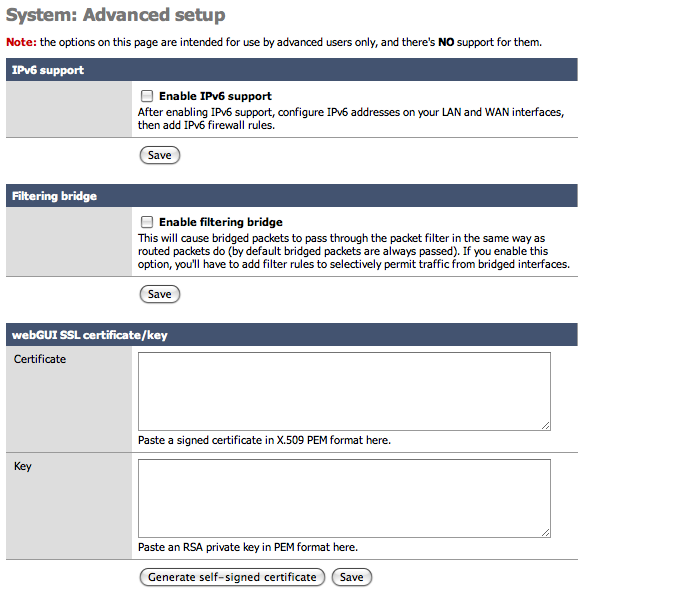 System: Advanced setup
Note: the options on this page are intended for use by advanced users only, and there's NO support for them.
IPv6 support
Enable IPv6 support
After enabling IPv6 support, configure IPv6 addresses on your LAN and WAN interfaces,
then add IPv6 firewall rules.
Save
Filtering bridge
Enable filtering bridge
This will cause bridged packets to pass through the packet filter in the same way as
routed packets do (by default bridged packets are always passed). If you enable this
option, you'll have to add filter rules to selectively permit traffic from bridged interfaces.
Save
webGUI SSL certificate/key
Certificate
Paste a signed certificate in X.509 PEM format here.
Key
Paste an RSA private key in PEM format here.
Generate self-signed certificate Save